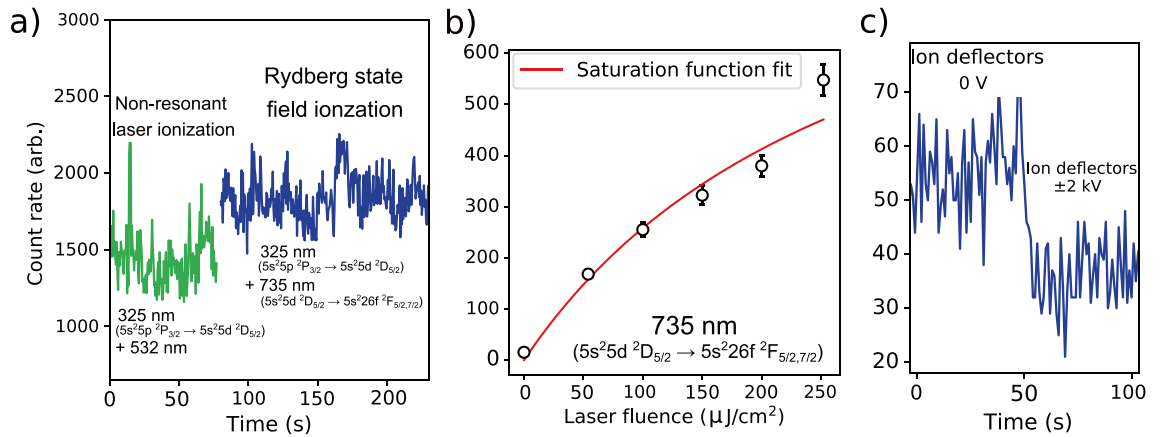 a)
3000
2500
2000
1500
1000
Count rate (arb.)
Non-resonant
laser ionization
Rydberg state
field ionzation
325 nm
(5s²5p ²P₃/₂ → 5s²5d ²D₅/₂)
+ 735 nm
(5s²5d ²D₅/₂ → 5s²26f ²F₅/₂,₇/₂)
325 nm
(5s²5p ²P₃/₂ → 5s²5d ²D₅/₂)
+ 532 nm
0 50 100 150 200
Time (s)
b)
600
500
400
300
200
100
0
Saturation function fit
735 nm
(5s²5d ²D₅/₂ → 5s²26f ²F₅/₂,₇/₂)
0 50 100 150 200 250
Laser fluence (μJ/cm²)
c)
70
60
50
40
30
20
Ion deflectors
0 V
Ion deflectors
±2 kV
0 50 100
Time (s)